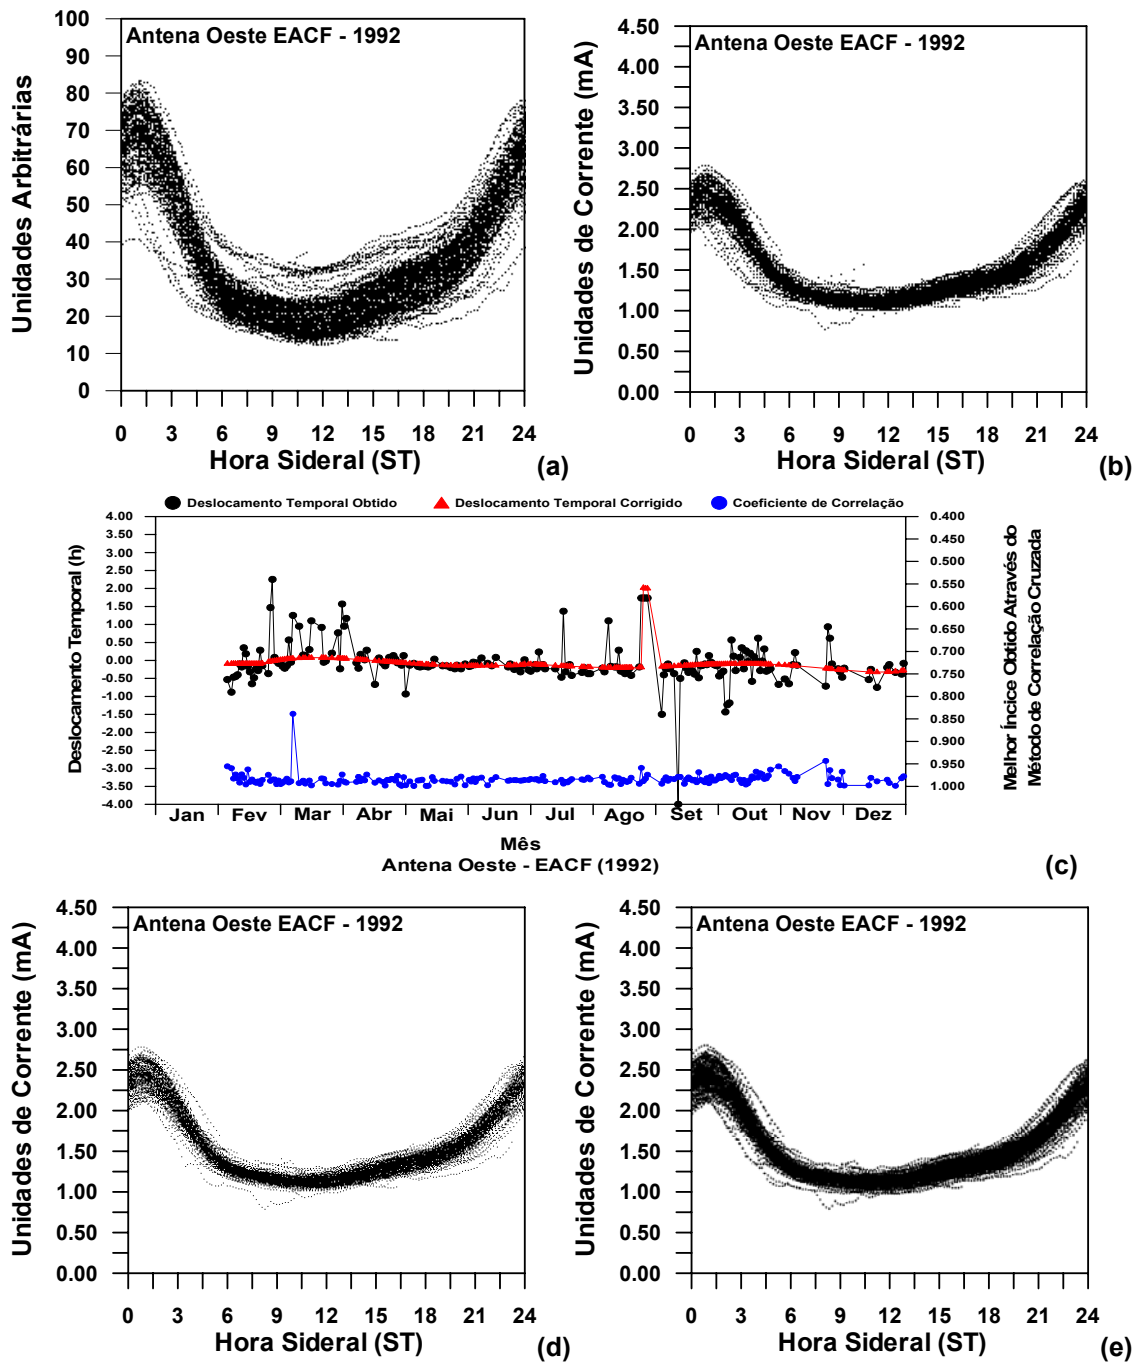 Antena Oeste EACF - 1992
Unidades Arbitrárias
100
90
80
70
60
50
40
30
20
10
0
0 3 6 9 12 15 18 21 24
Hora Sideral (ST)
(a)
Antena Oeste EACF - 1992
Unidades de Corrente (mA)
4.50
4.00
3.50
3.00
2.50
2.00
1.50
1.00
0.50
0.00
0 3 6 9 12 15 18 21 24
Hora Sideral (ST)
(b)
Deslocamento Temporal Obtido
Deslocamento Temporal Corrigido
Coeficiente de Correlação
Deslocamento Temporal (h)
4.00
3.50
3.00
2.50
2.00
1.50
1.00
0.50
0.00
-0.50
-1.00
-1.50
-2.00
-2.50
-3.00
-3.50
-4.00
0.400
0.450
0.500
0.550
0.600
0.650
0.700
0.750
0.800
0.850
0.900
0.950
1.000
Melhor Índice Obtido Através do
Método de Correlação Cruzada
Jan Fev Mar Abr Mai Jun Jul Ago Set Out Nov Dez
Mês
Antena Oeste - EACF (1992)
(c)
Antena Oeste EACF - 1992
Unidades de Corrente (mA)
4.50
4.00
3.50
3.00
2.50
2.00
1.50
1.00
0.50
0.00
0 3 6 9 12 15 18 21 24
Hora Sideral (ST)
(d)
Antena Oeste EACF - 1992
Unidades de Corrente (mA)
4.50
4.00
3.50
3.00
2.50
2.00
1.50
1.00
0.50
0.00
0 3 6 9 12 15 18 21 24
Hora Sideral (ST)
(e)